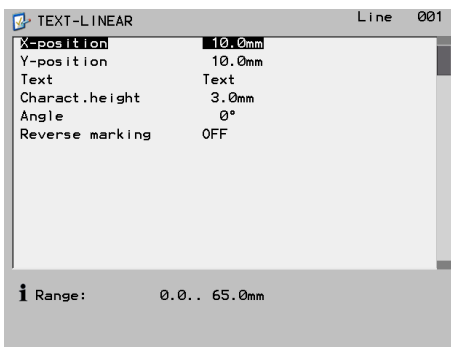 TEXT-LINEAR Line 001
X-position 10.0mm
Y-position 10.0mm
Text Text
Charact.height 3.0mm
Angle 0°
Reverse marking OFF
i Range: 0.0.. 65.0mm